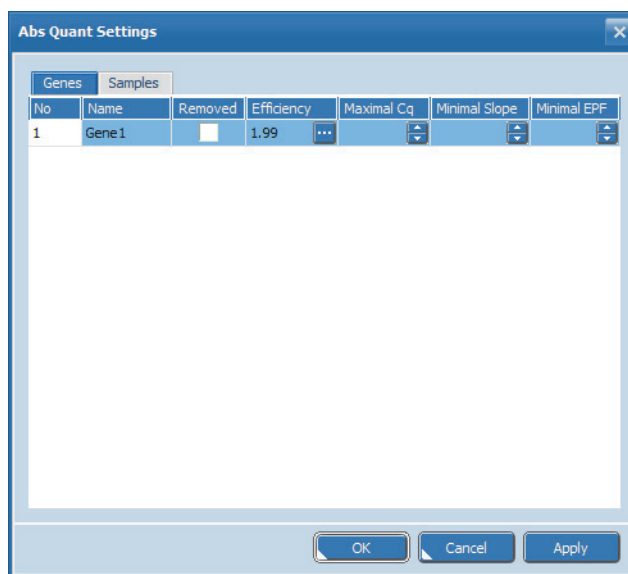 Abs Quant Settings
Genes Samples
No Name Removed Efficiency Maximal Cq Minimal Slope Minimal EPF
1 Gene1 1.99 ...
OK Cancel Apply